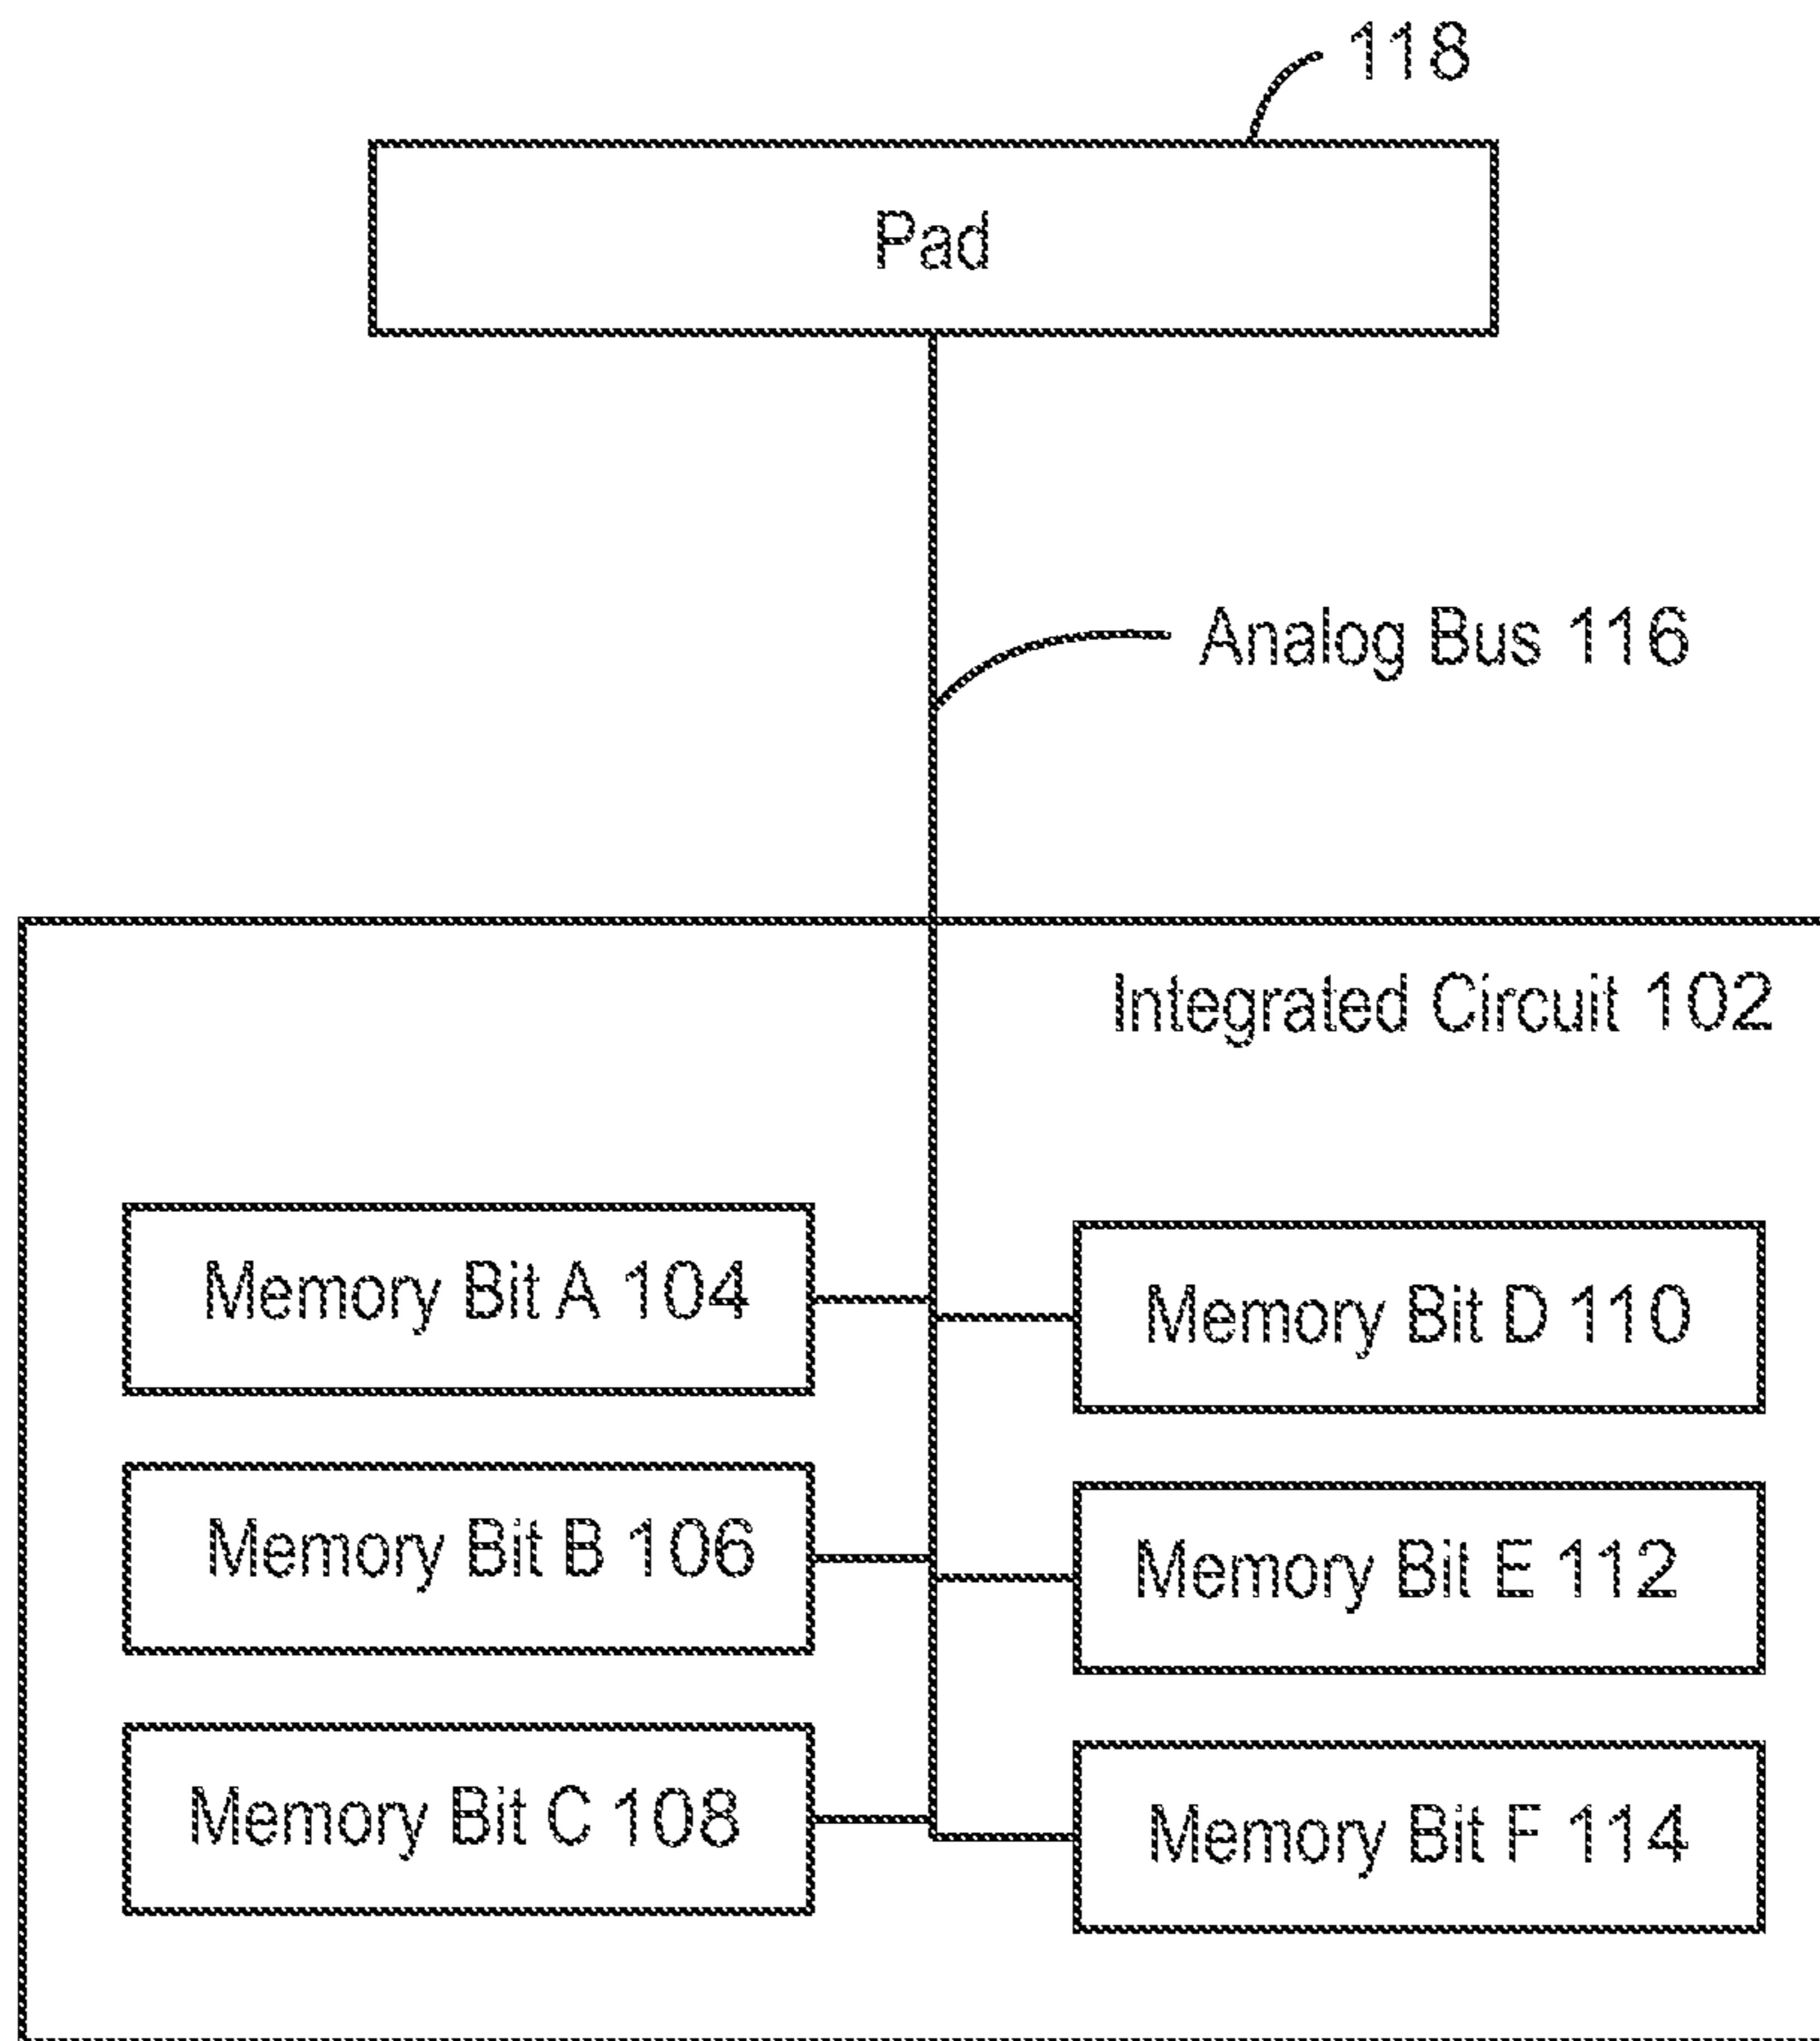 118
Pad
Analog Bus 116
Integrated Circuit 102
Memory Bit A 104
Memory Bit D 110
Memory Bit B 106
Memory Bit E 112
Memory Bit C 108
Memory Bit F 114